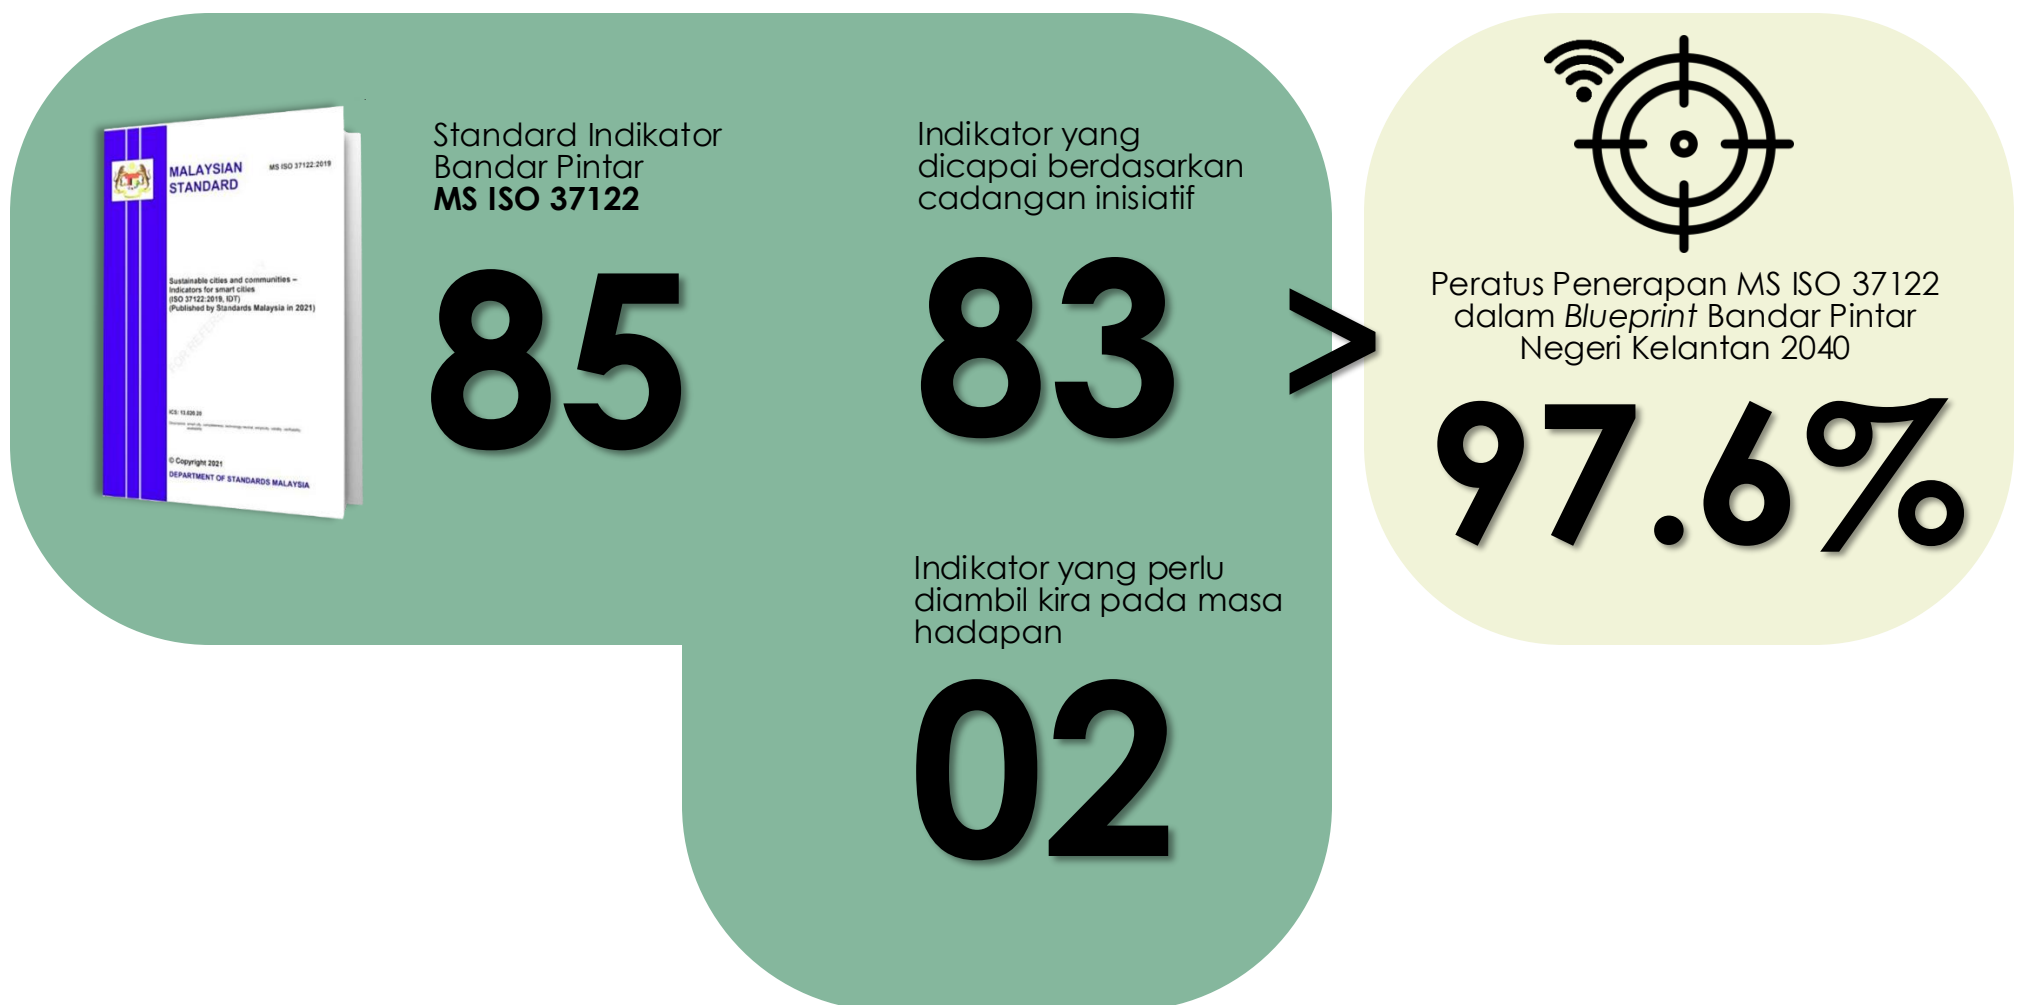 MALAYSIAN
STANDARD
MS ISO 37122:2019
Sustainable cities and communities –
Indicators for smart cities
(ISO 37122:2019, IDT)
(Published by Standards Malaysia in 2021)
© Copyright 2021
DEPARTMENT OF STANDARDS MALAYSIA
Standard Indikator
Bandar Pintar
MS ISO 37122
85
Indikator yang
dicapai berdasarkan
cadangan inisiatif
83
>
Indikator yang perlu
diambil kira pada masa
hadapan
02
Peratus Penerapan MS ISO 37122
dalam Blueprint Bandar Pintar
Negeri Kelantan 2040
97.6%